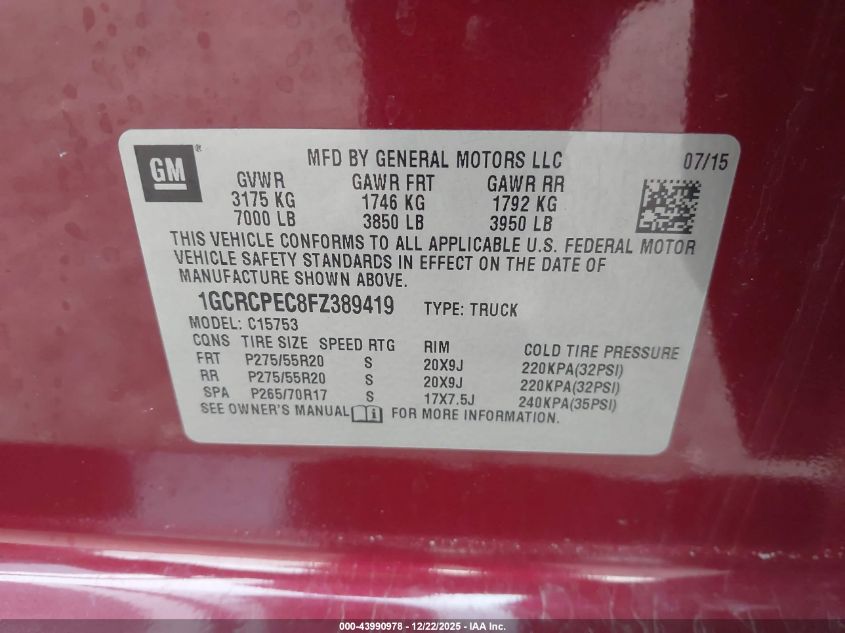 GM ®
MFD BY GENERAL MOTORS LLC 07/15
GVWR GAWR FRT GAWR RR
3175 KG 1746 KG 1792 KG
7000 LB 3850 LB 3950 LB
THIS VEHICLE CONFORMS TO ALL APPLICABLE U.S. FEDERAL MOTOR
VEHICLE SAFETY STANDARDS IN EFFECT ON THE DATE OF
MANUFACTURE SHOWN ABOVE.
1GCRCPEC8FZ389419 TYPE: TRUCK
MODEL: C15753
CQNS TIRE SIZE SPEED RTG RIM COLD TIRE PRESSURE
FRT P275/55R20 S 20X9J 220KPA(32PSI)
RR P275/55R20 S 20X9J 220KPA(32PSI)
SPA P265/70R17 S 17X7.5J 240KPA(35PSI)
SEE OWNER'S MANUAL i FOR MORE INFORMATION.
000-43990978 - 12/22/2025 - IAA Inc.